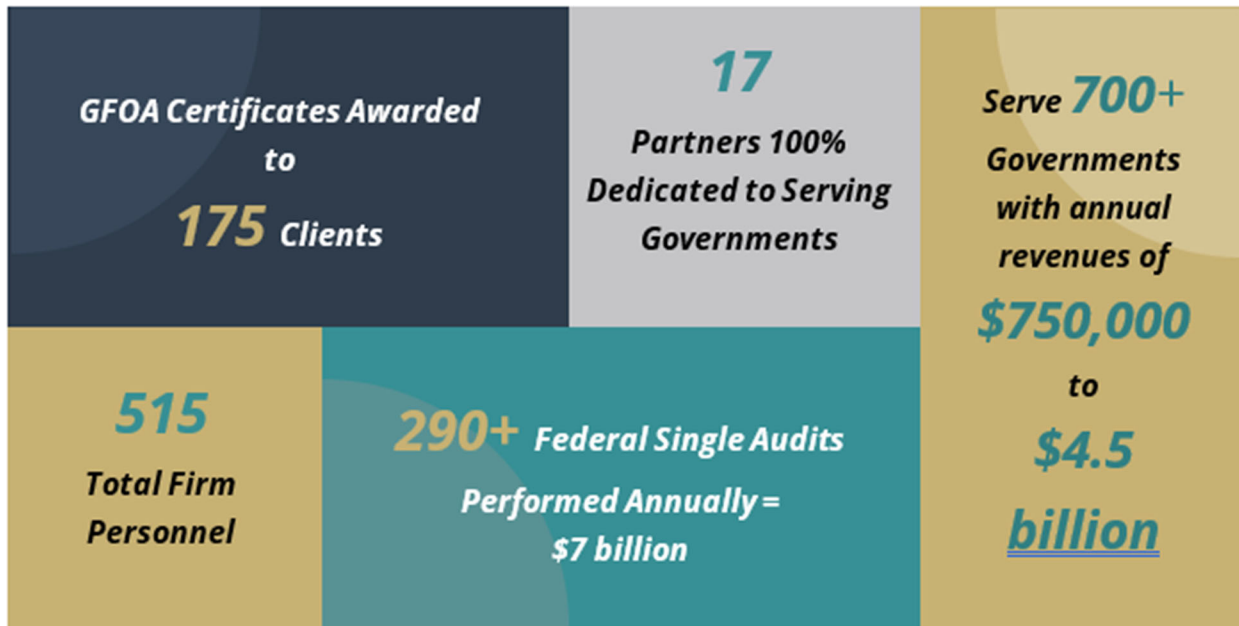 GFOA Certificates Awarded
to
175 Clients
17
Partners 100%
Dedicated to Serving
Governments
Serve 700+
Governments
with annual
revenues of
$750,000
to
$4.5
billion
515
Total Firm
Personnel
290+ Federal Single Audits
Performed Annually =
$7 billion